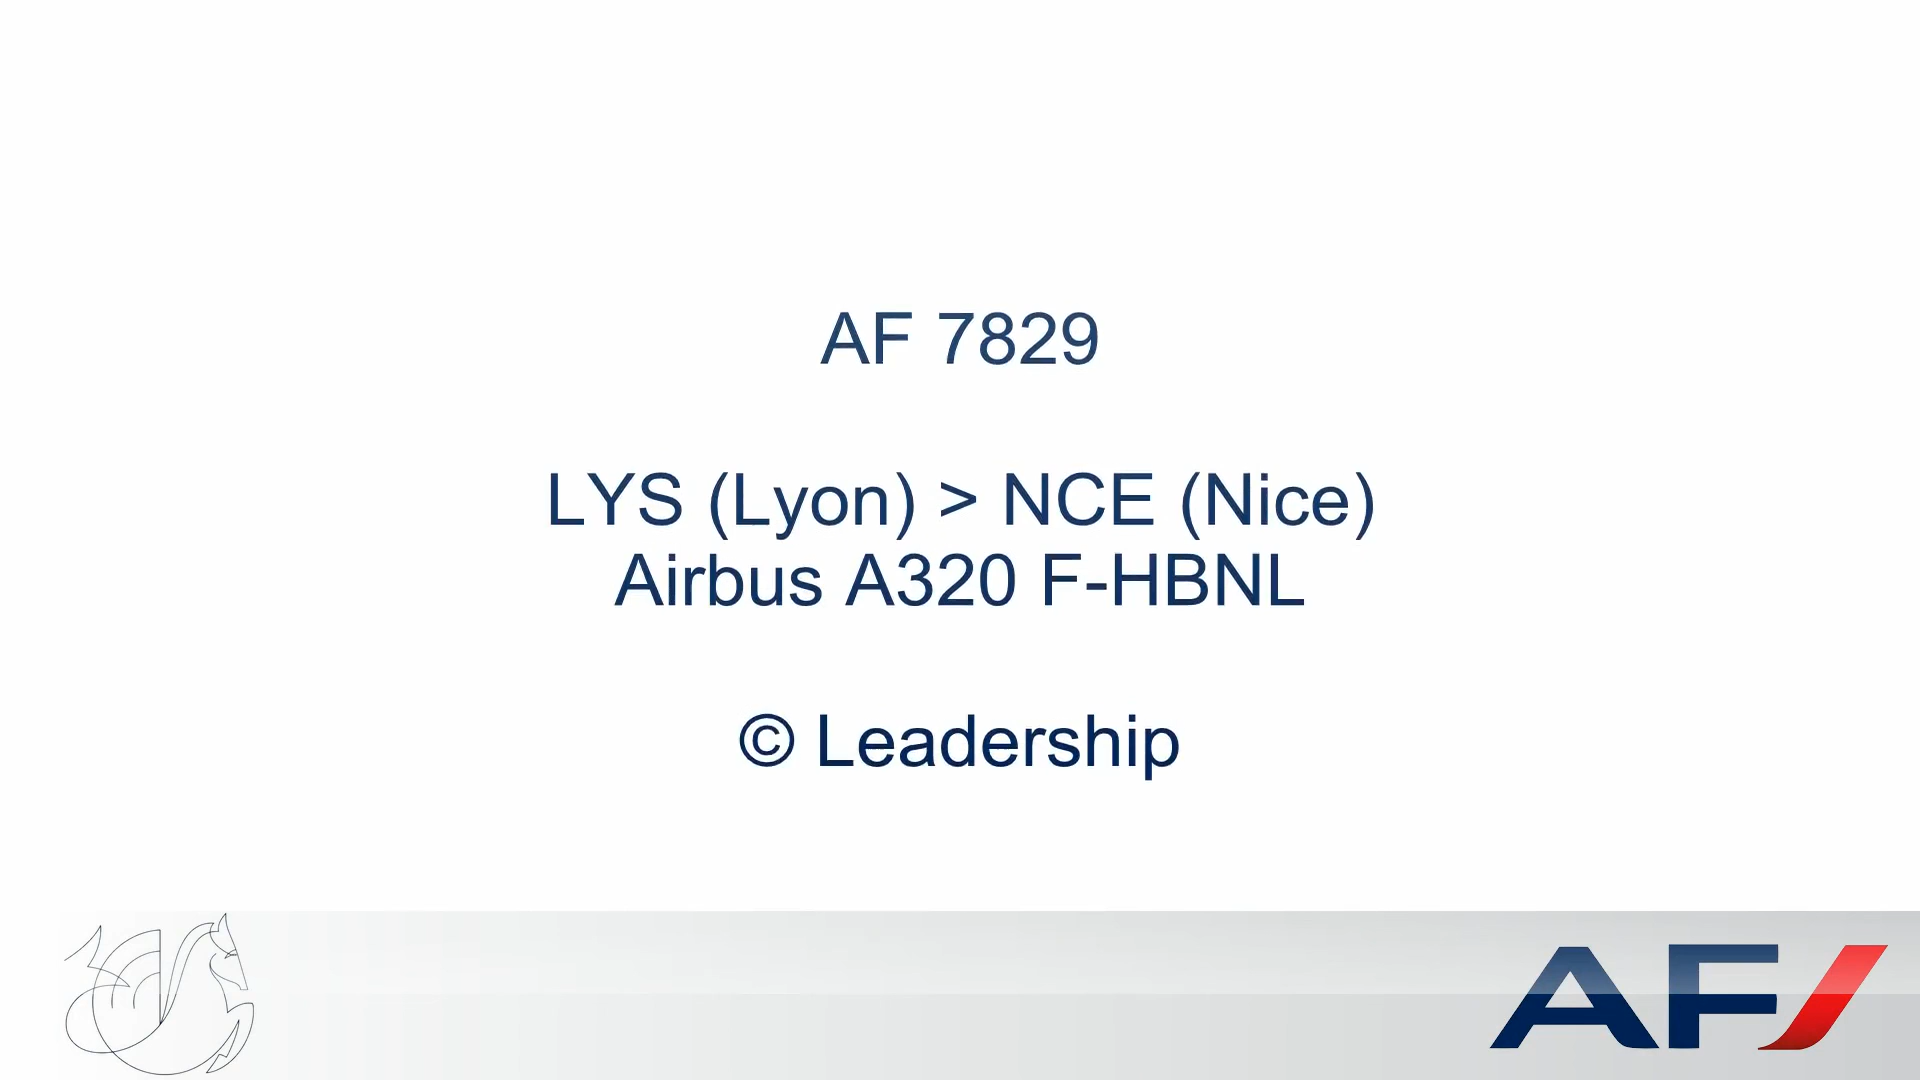 AF 7829
LYS (Lyon) > NCE (Nice)
Airbus A320 F-HBNL
© Leadership
AF